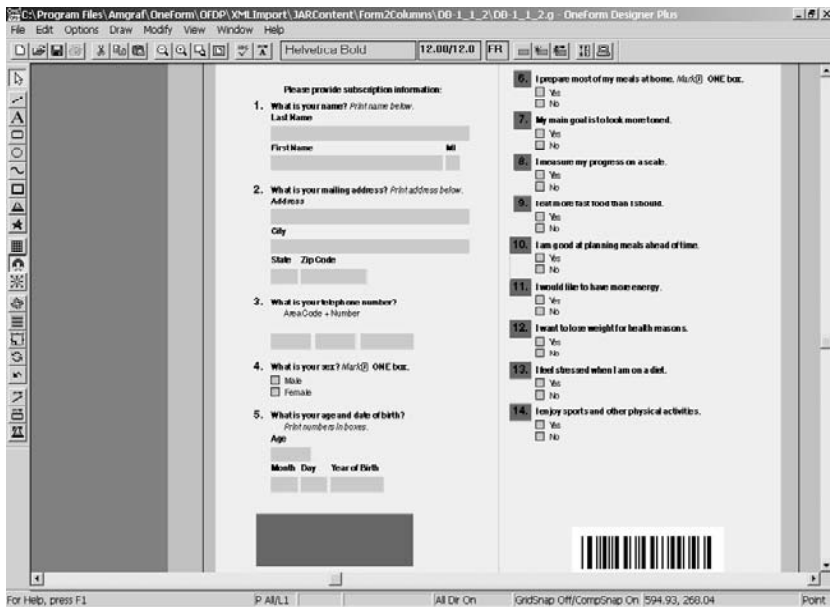 C:\Program Files\Amgraf\OneForm\OFDP\XMLImport\JARContent\Form2Columns\DB-1_1_2\DB-1_1_2.g - OneForm Designer Plus
File Edit Options Draw Modify View Window Help
Helvetica Bold 12.00/12.0 FR
Please provide subscription information:
1. What is your name? Print name below.
Last Name
First Name MI
2. What is your mailing address? Print address below.
Address
City
State Zip Code
3. What is your telephone number?
Area Code + Number
4. What is your sex? Mark ONE box.
Male
Female
5. What is your age and date of birth?
Print numbers in boxes.
Age
Month Day Year of Birth
6. I prepare most of my meals at home. Mark ONE box.
Yes
No
7. My main goal is to look more toned.
Yes
No
8. I measure my progress on a scale.
Yes
No
9. I eat more fast food than I should.
Yes
No
10. I am good at planning meals ahead of time.
Yes
No
11. I would like to have more energy.
Yes
No
12. I want to lose weight for health reasons.
Yes
No
13. I feel stressed when I am on a diet.
Yes
No
14. I enjoy sports and other physical activities.
Yes
No
For Help, press F1 P All/L1 All Dir On GridSnap Off/CompSnap On 594.93, 268.04 Point